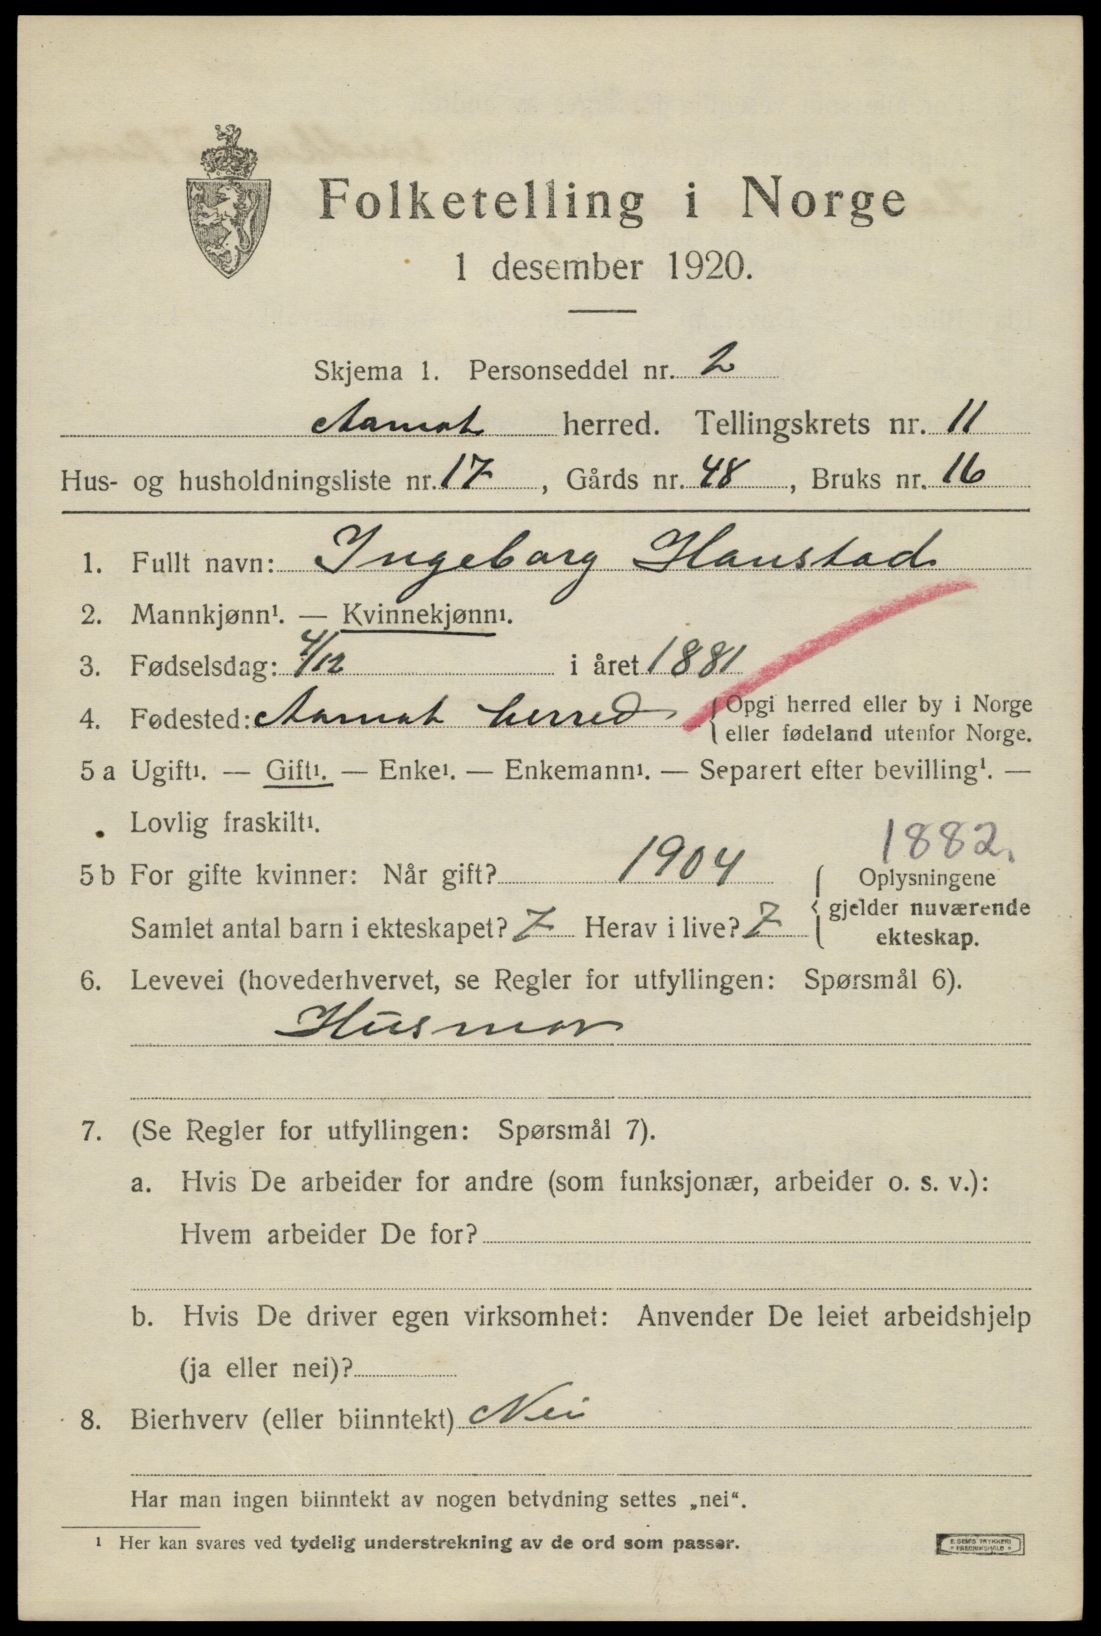 Folketelling i Norge
1 desember 1920.
Skjema 1. Personseddel nr. 2
Aamot herred. Tellingskrets nr. 11
Hus- og husholdningsliste nr. 17, Gårds nr. 48, Bruks nr. 16
1. Fullt navn: Ingeborg Hanstad
2. Mannkjønn¹. — Kvinnekjønn¹.
3. Fødselsdag: 4/12 i året 1881
4. Fødested: Aamot herred { Opgi herred eller by i Norge
eller fødeland utenfor Norge.
5 a Ugift¹. — Gift¹. — Enke¹. — Enkemann¹. — Separert efter bevilling¹. —
Lovlig fraskilt¹.
1882.
5 b For gifte kvinner: Når gift? 1904 { Oplysningene
gjelder nuværende
Samlet antal barn i ekteskapet? 7 Herav i live? 7
ekteskap.
6. Levevei (hovederhvervet, se Regler for utfyllingen: Spørsmål 6).
Husmor
7. (Se Regler for utfyllingen: Spørsmål 7).
a. Hvis De arbeider for andre (som funksjonær, arbeider o. s. v.):
Hvem arbeider De for?
b. Hvis De driver egen virksomhet: Anvender De leiet arbeidshjelp
(ja eller nei)?
8. Bierhverv (eller biinntekt) Nei
Har man ingen biinntekt av nogen betydning settes „nei“.
¹ Her kan svares ved tydelig understrekning av de ord som passer.